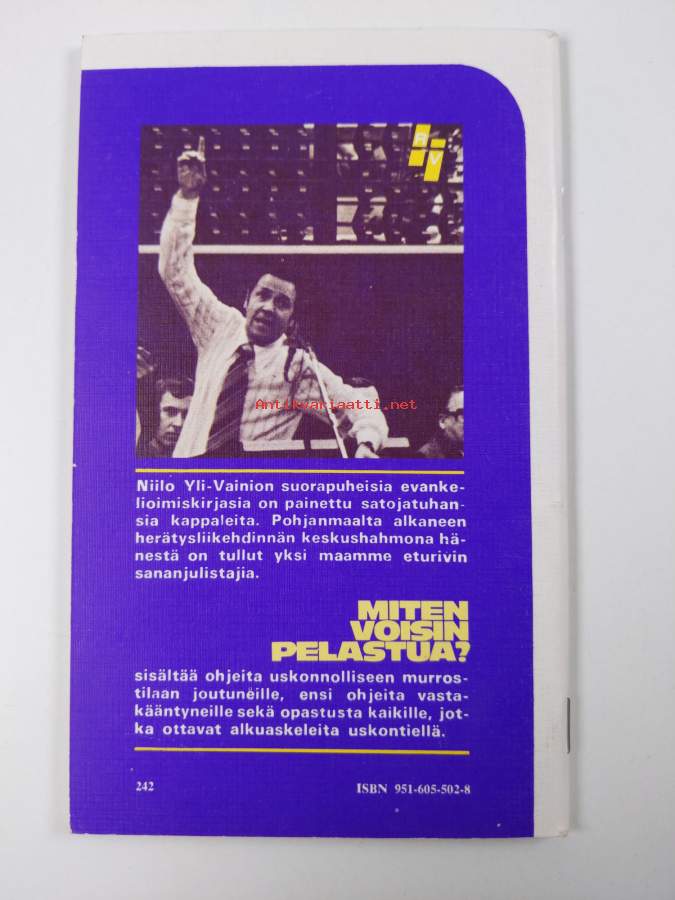 RV
Antikvariaatti.net
Niilo Yli-Vainion suorapuheisia evanke-
lioimiskirjasia on painettu satojatuhan-
sia kappaleita. Pohjanmaalta alkaneen
herätysliikehdinnän keskushahmona hä-
nestä on tullut yksi maamme eturivin
sananjulistajia.
MITEN
VOISIN
PELASTUA?
sisältää ohjeita uskonnolliseen murros-
tilaan joutuneille, ensi ohjeita vasta-
kääntyneille sekä opastusta kaikille, jot-
ka ottavat alkuaskeleita uskontiellä.
242 ISBN 951-605-502-8